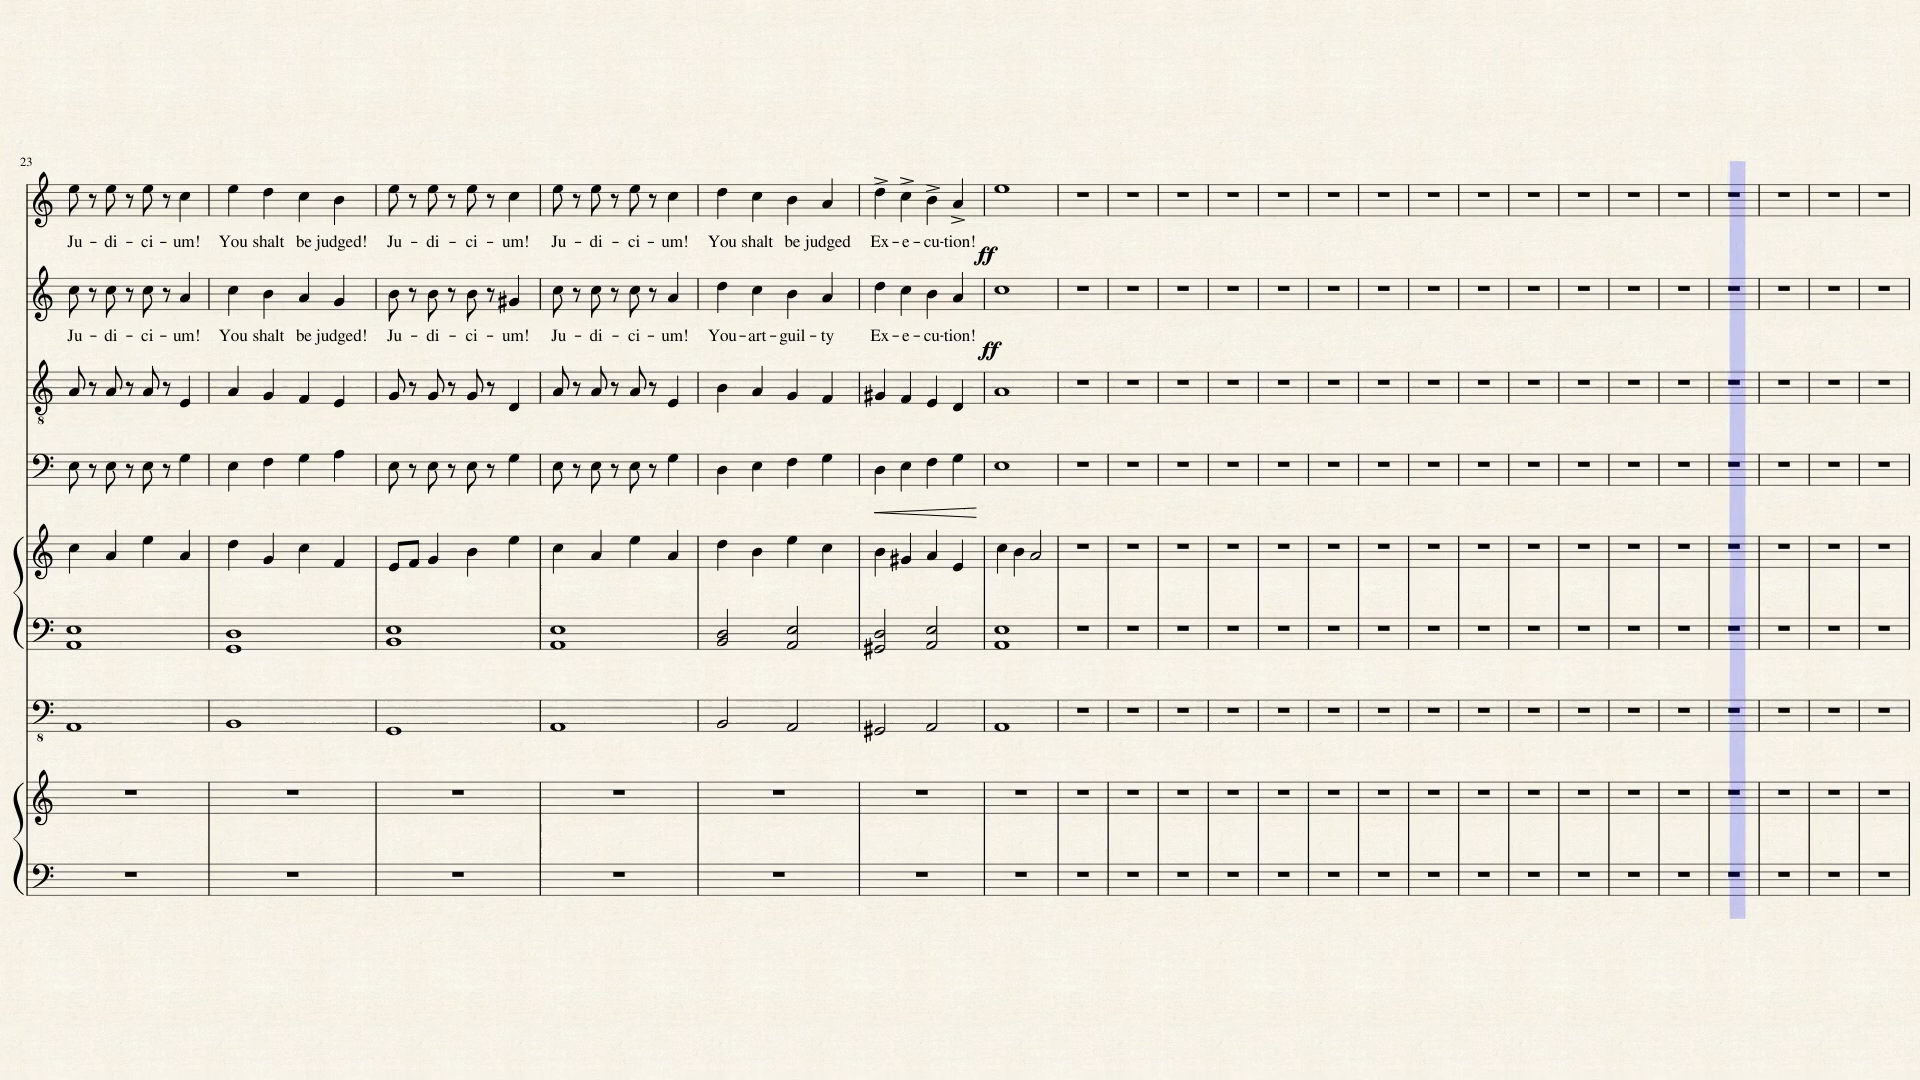 23
Ju – di – ci – um! You shalt be judged! Ju – di – ci – um! Ju – di – ci – um! You shalt be judged Ex – e – cu-tion!
ff
Ju – di – ci – um! You shalt be judged! Ju – di – ci – um! Ju – di – ci – um! You – art – guil – ty Ex – e – cu-tion!
ff
8
8